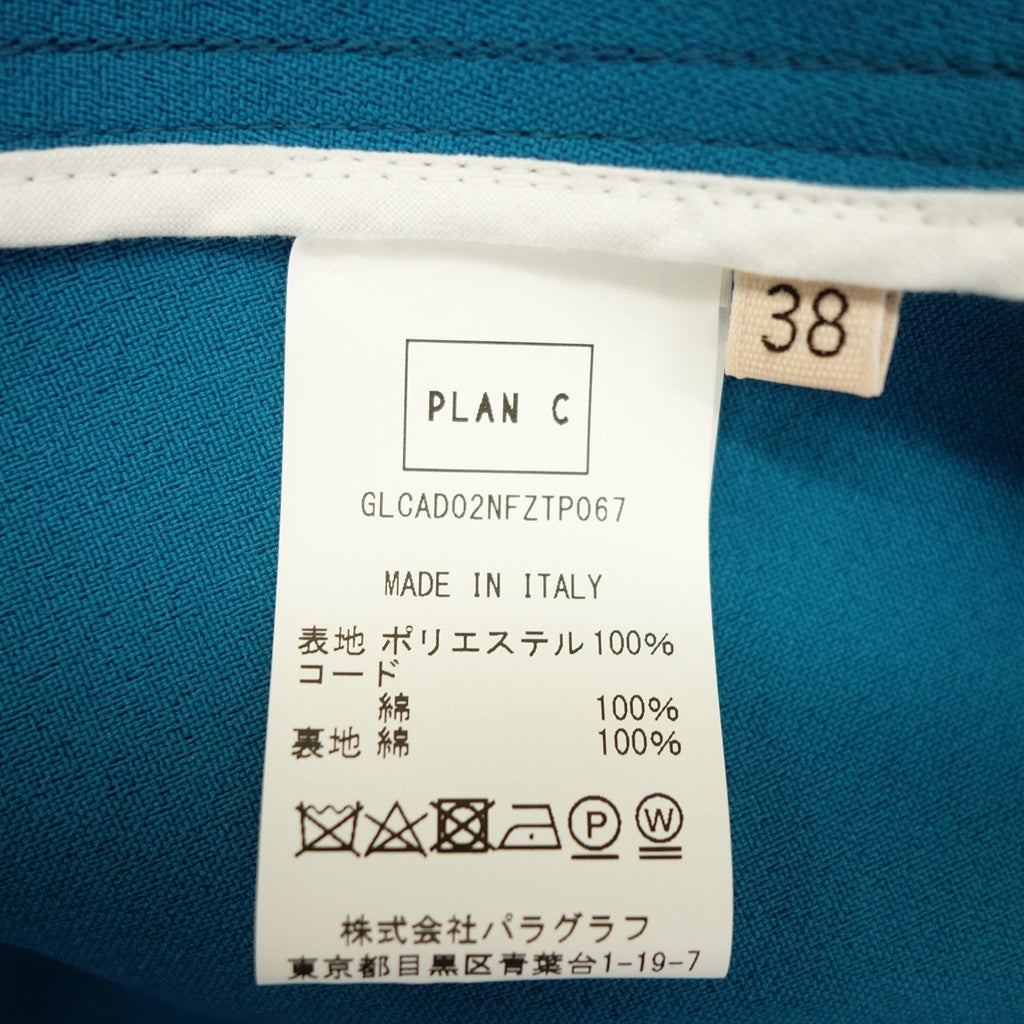 38
PLAN C
GLCAD02NFZTP067
MADE IN ITALY
表地 ポリエステル100%
コード
綿 100%
裏地 綿 100%
P W
株式会社パラグラフ
東京都目黒区青葉台1-19-7